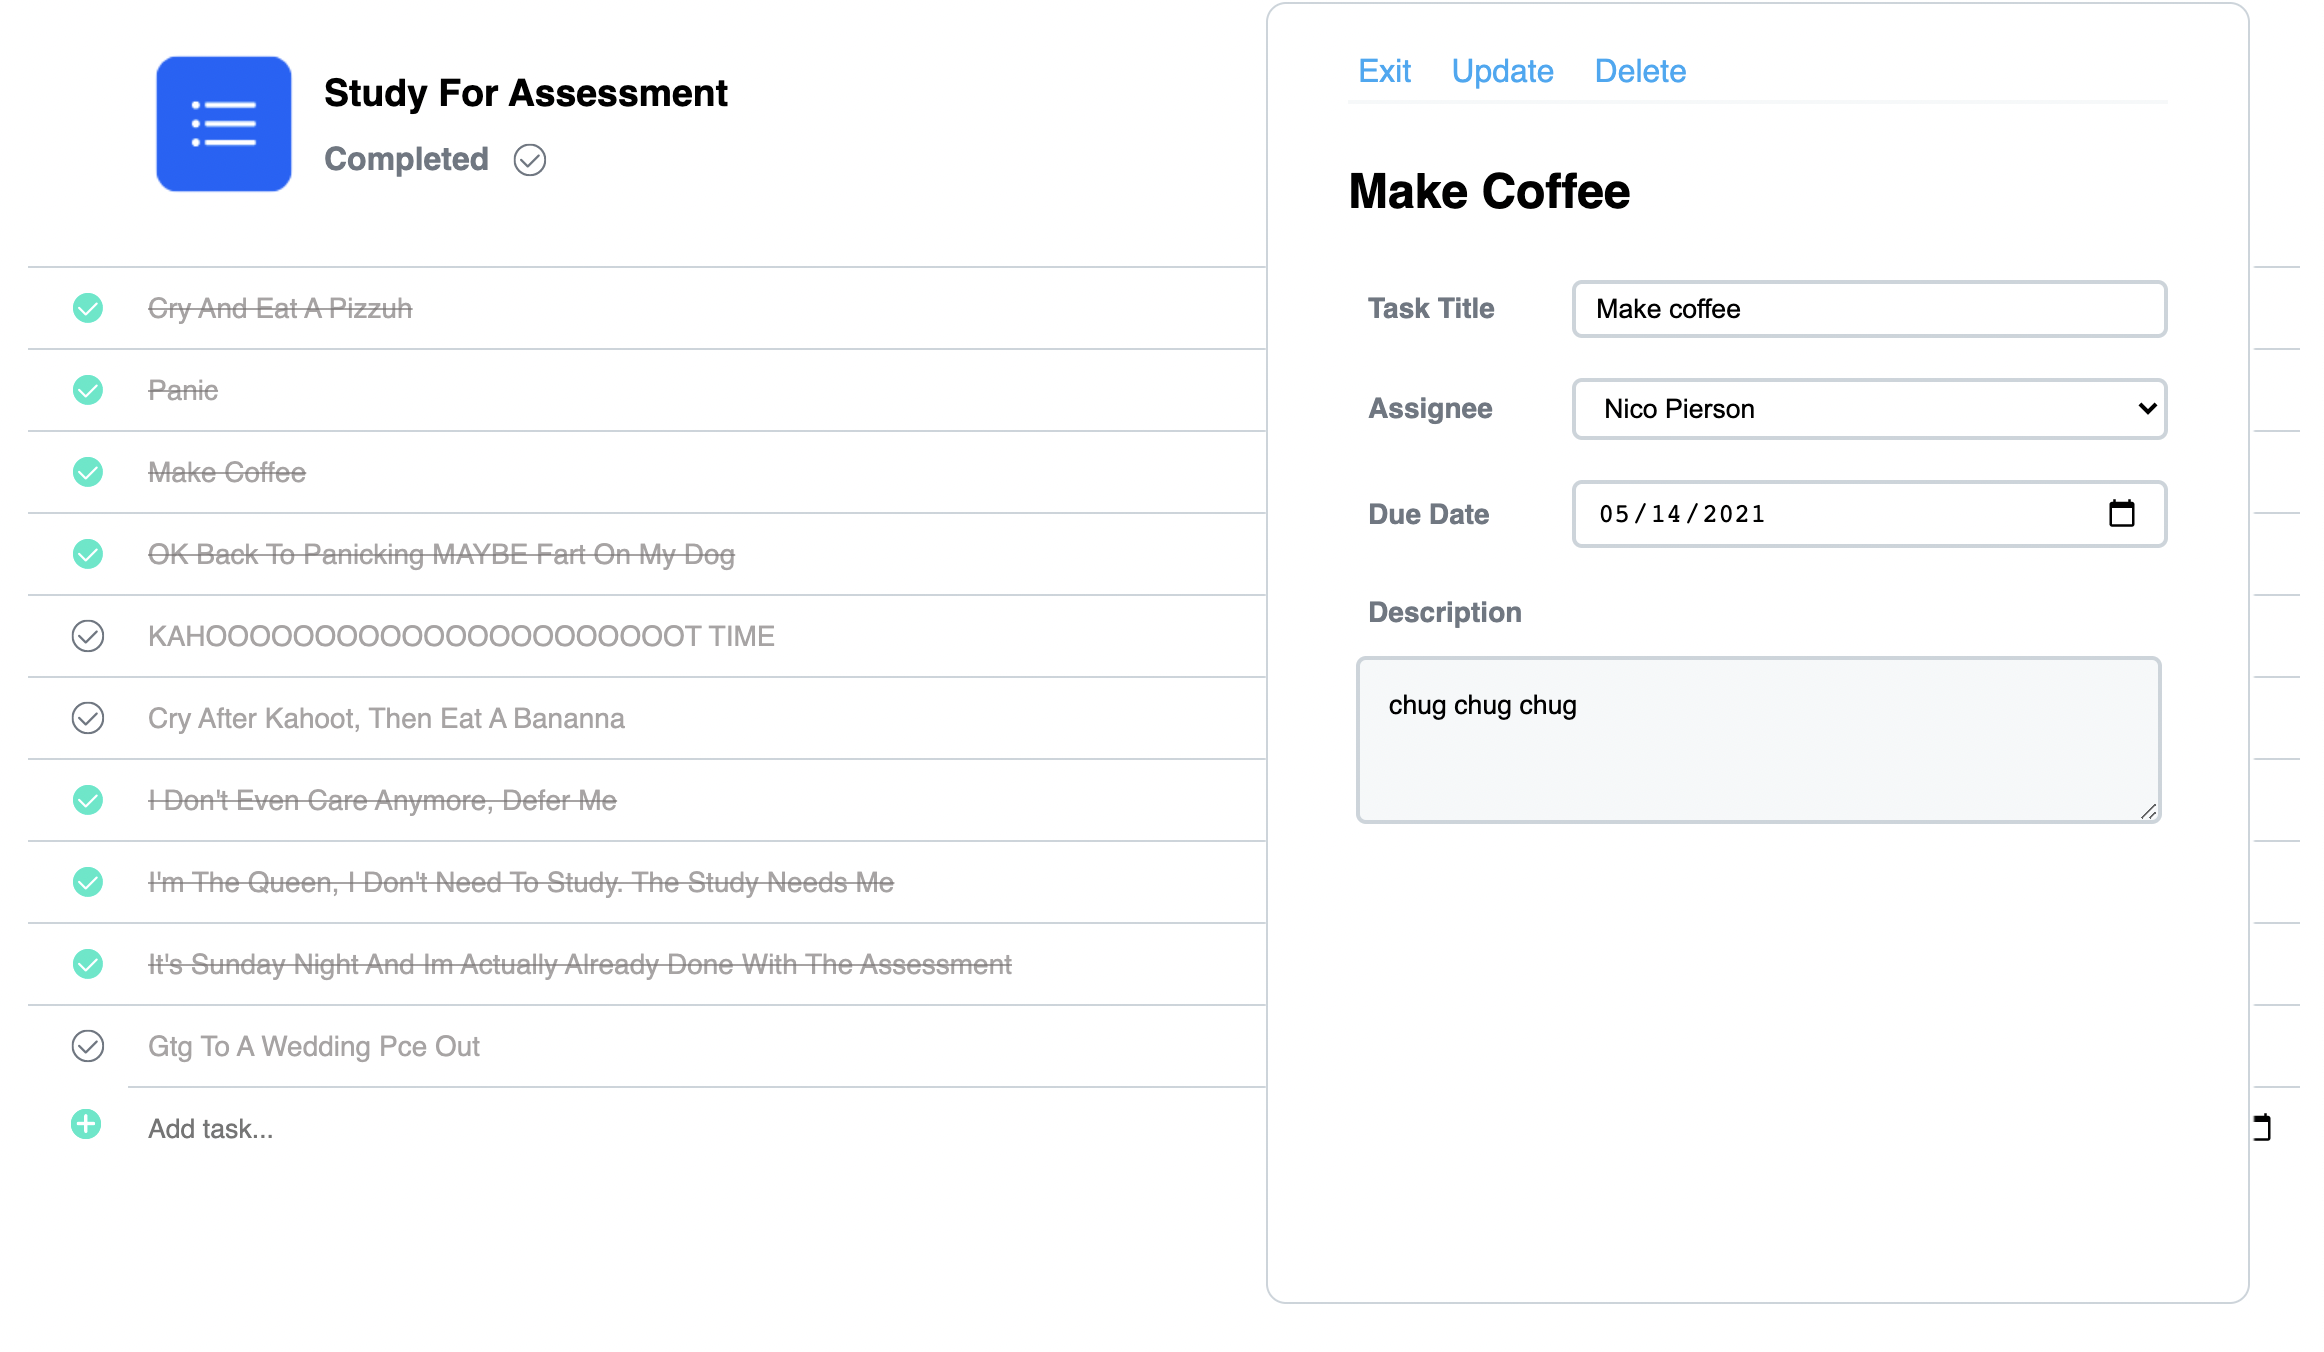 Study For Assessment
Completed
Cry And Eat A Pizzuh
Panic
Make Coffee
OK Back To Panicking MAYBE Fart On My Dog
KAHOOOOOOOOOOOOOOOOOOOOOOT TIME
Cry After Kahoot, Then Eat A Bananna
I Don't Even Care Anymore, Defer Me
I'm The Queen, I Don't Need To Study. The Study Needs Me
It's Sunday Night And Im Actually Already Done With The Assessment
Gtg To A Wedding Pce Out
Add task...
Exit Update Delete
Make Coffee
Task Title Make coffee
Assignee Nico Pierson
Due Date 05/14/2021
Description
chug chug chug